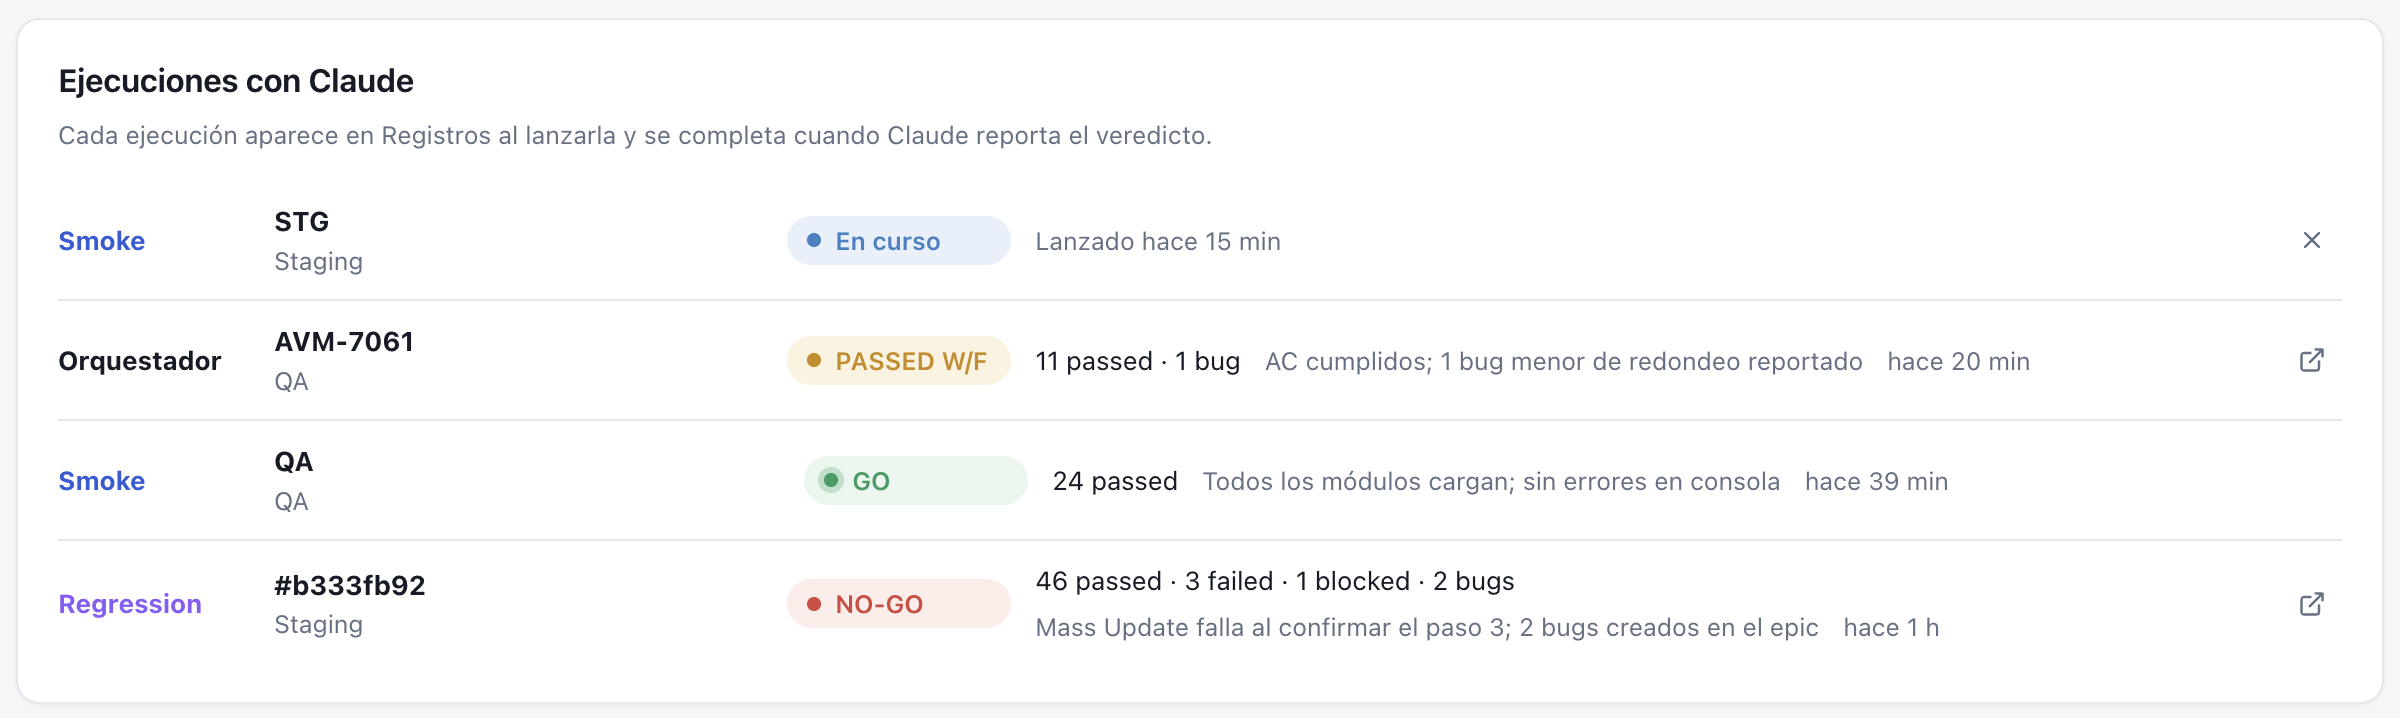 Ejecuciones con Claude
Cada ejecución aparece en Registros al lanzarla y se completa cuando Claude reporta el veredicto.
Smoke
STG
Staging
En curso
Lanzado hace 15 min
Orquestador
AVM-7061
QA
PASSED W/F
11 passed · 1 bug
AC cumplidos; 1 bug menor de redondeo reportado
hace 20 min
Smoke
QA
QA
GO
24 passed
Todos los módulos cargan; sin errores en consola
hace 39 min
Regression
#b333fb92
Staging
NO-GO
46 passed · 3 failed · 1 blocked · 2 bugs
Mass Update falla al confirmar el paso 3; 2 bugs creados en el epic
hace 1 h